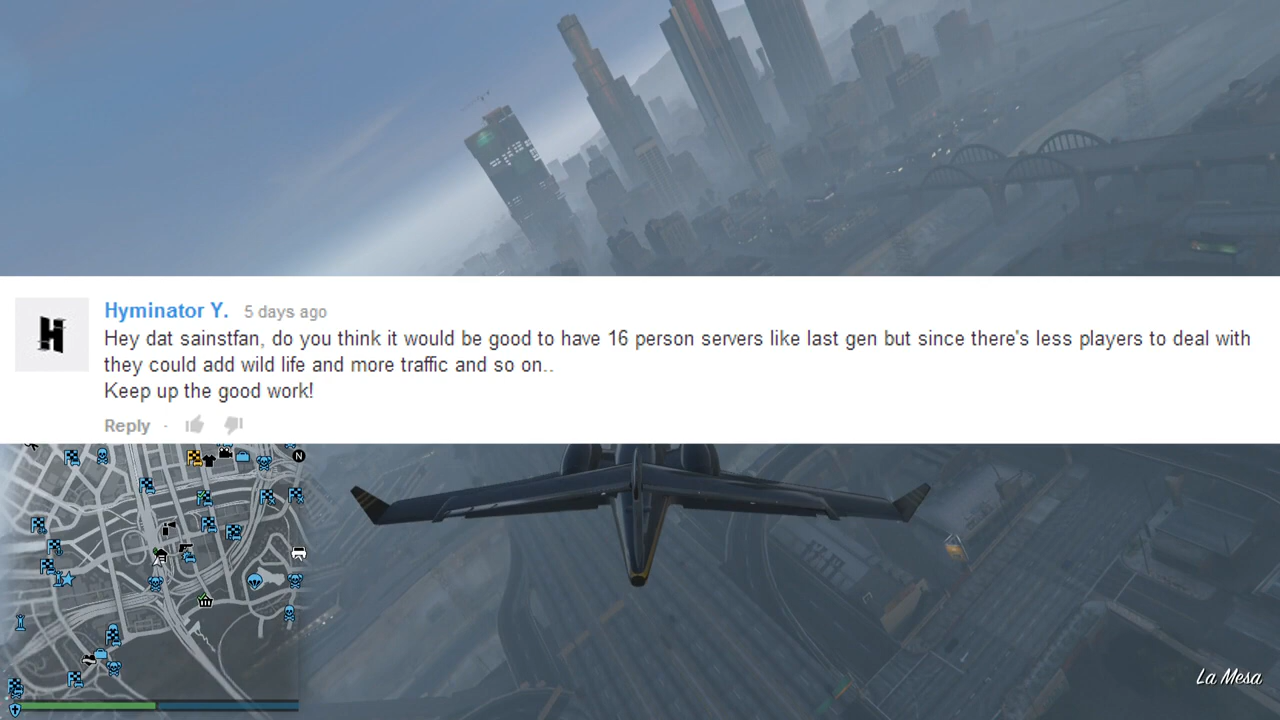 Hyminator Y. 5 days ago
Hey dat sainstfan, do you think it would be good to have 16 person servers like last gen but since there's less players to deal with
they could add wild life and more traffic and so on..
Keep up the good work!
Reply ·
H
N
La Mesa